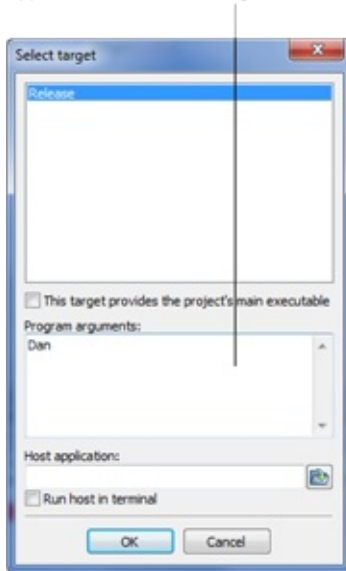 Select target
Release
This target provides the project's main executable
Program arguments:
Dan
Host application:
Run host in terminal
OK Cancel